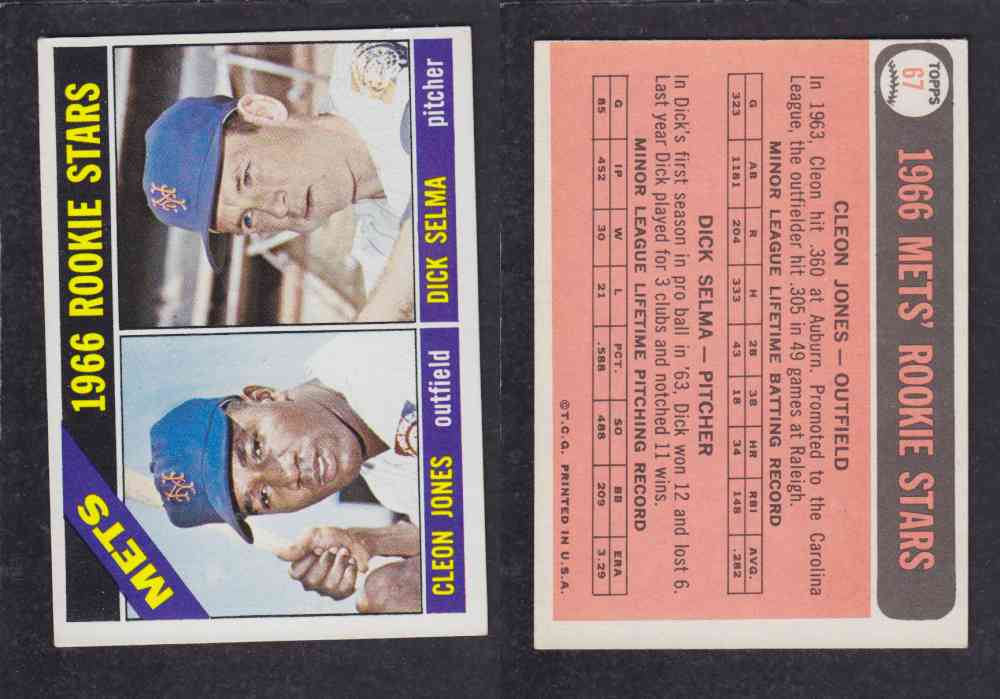 1966 ROOKIE STARS
METS
DICK SELMA pitcher
CLEON JONES outfield
TOPPS
67
1966 METS' ROOKIE STARS
CLEON JONES — OUTFIELD
In 1963, Cleon hit .360 at Auburn. Promoted to the Carolina
League, the outfielder hit .305 in 49 games at Raleigh.
MINOR LEAGUE LIFETIME BATTING RECORD
G AB R H 2B 3B HR RBI AVG.
323 1181 204 333 43 18 34 148 .282
DICK SELMA — PITCHER
In Dick's first season in pro ball in '63, Dick won 12 and lost 6.
Last year Dick played for 3 clubs and notched 11 wins.
MINOR LEAGUE LIFETIME PITCHING RECORD
G IP W L PCT. SO BB ERA
85 452 30 21 .588 488 209 3.29
©T.C.G. PRINTED IN U.S.A.